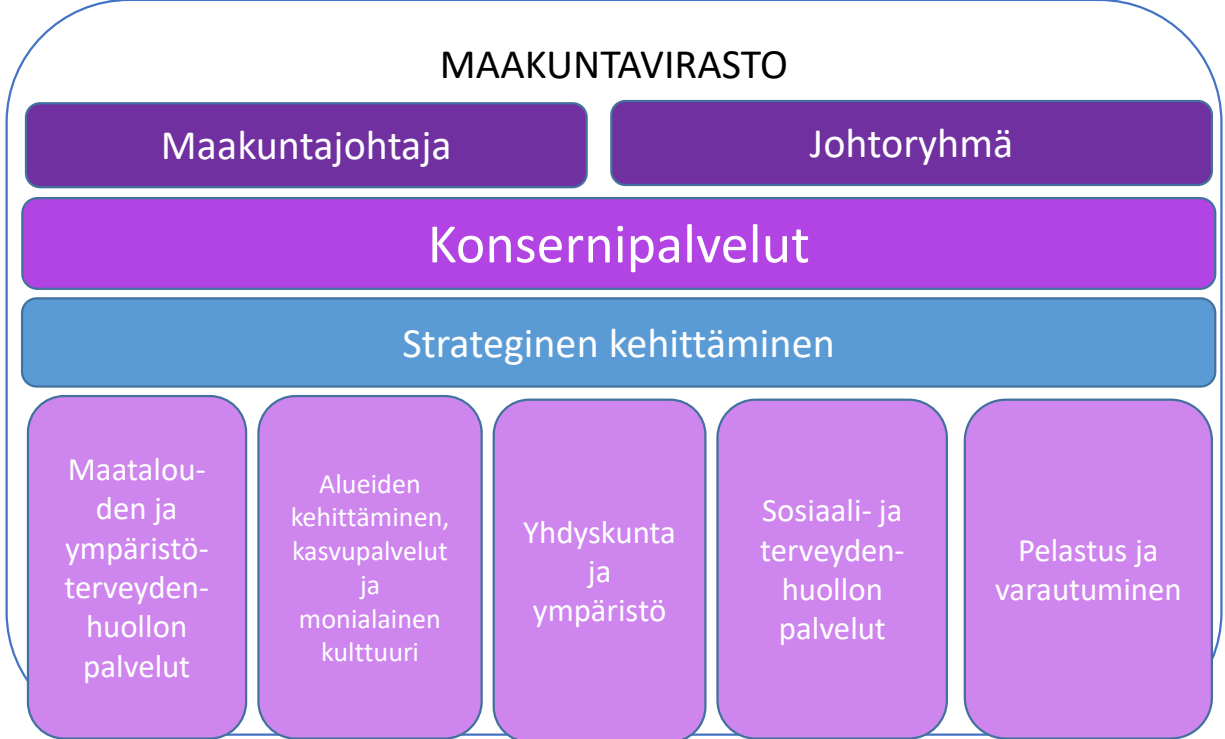 MAAKUNTAVIRASTO
Maakuntajohtaja
Johtoryhmä
Konsernipalvelut
Strateginen kehittäminen
Maatalou-
den ja
ympäristö-
terveyden-
huollon
palvelut
Alueiden
kehittäminen,
kasvupalvelut
ja
monialainen
kulttuuri
Yhdyskunta
ja
ympäristö
Sosiaali- ja
terveyden-
huollon
palvelut
Pelastus ja
varautuminen